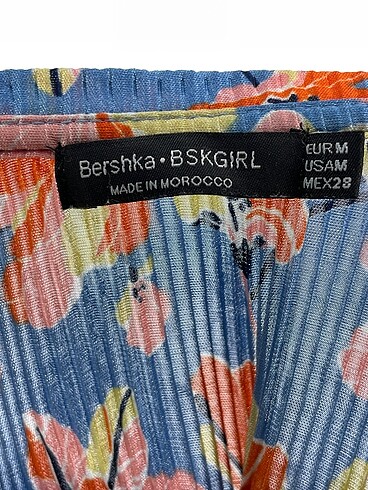 Bershka • BSKGIRL
MADE IN MOROCCO
EUR M
USA M
MEX 28